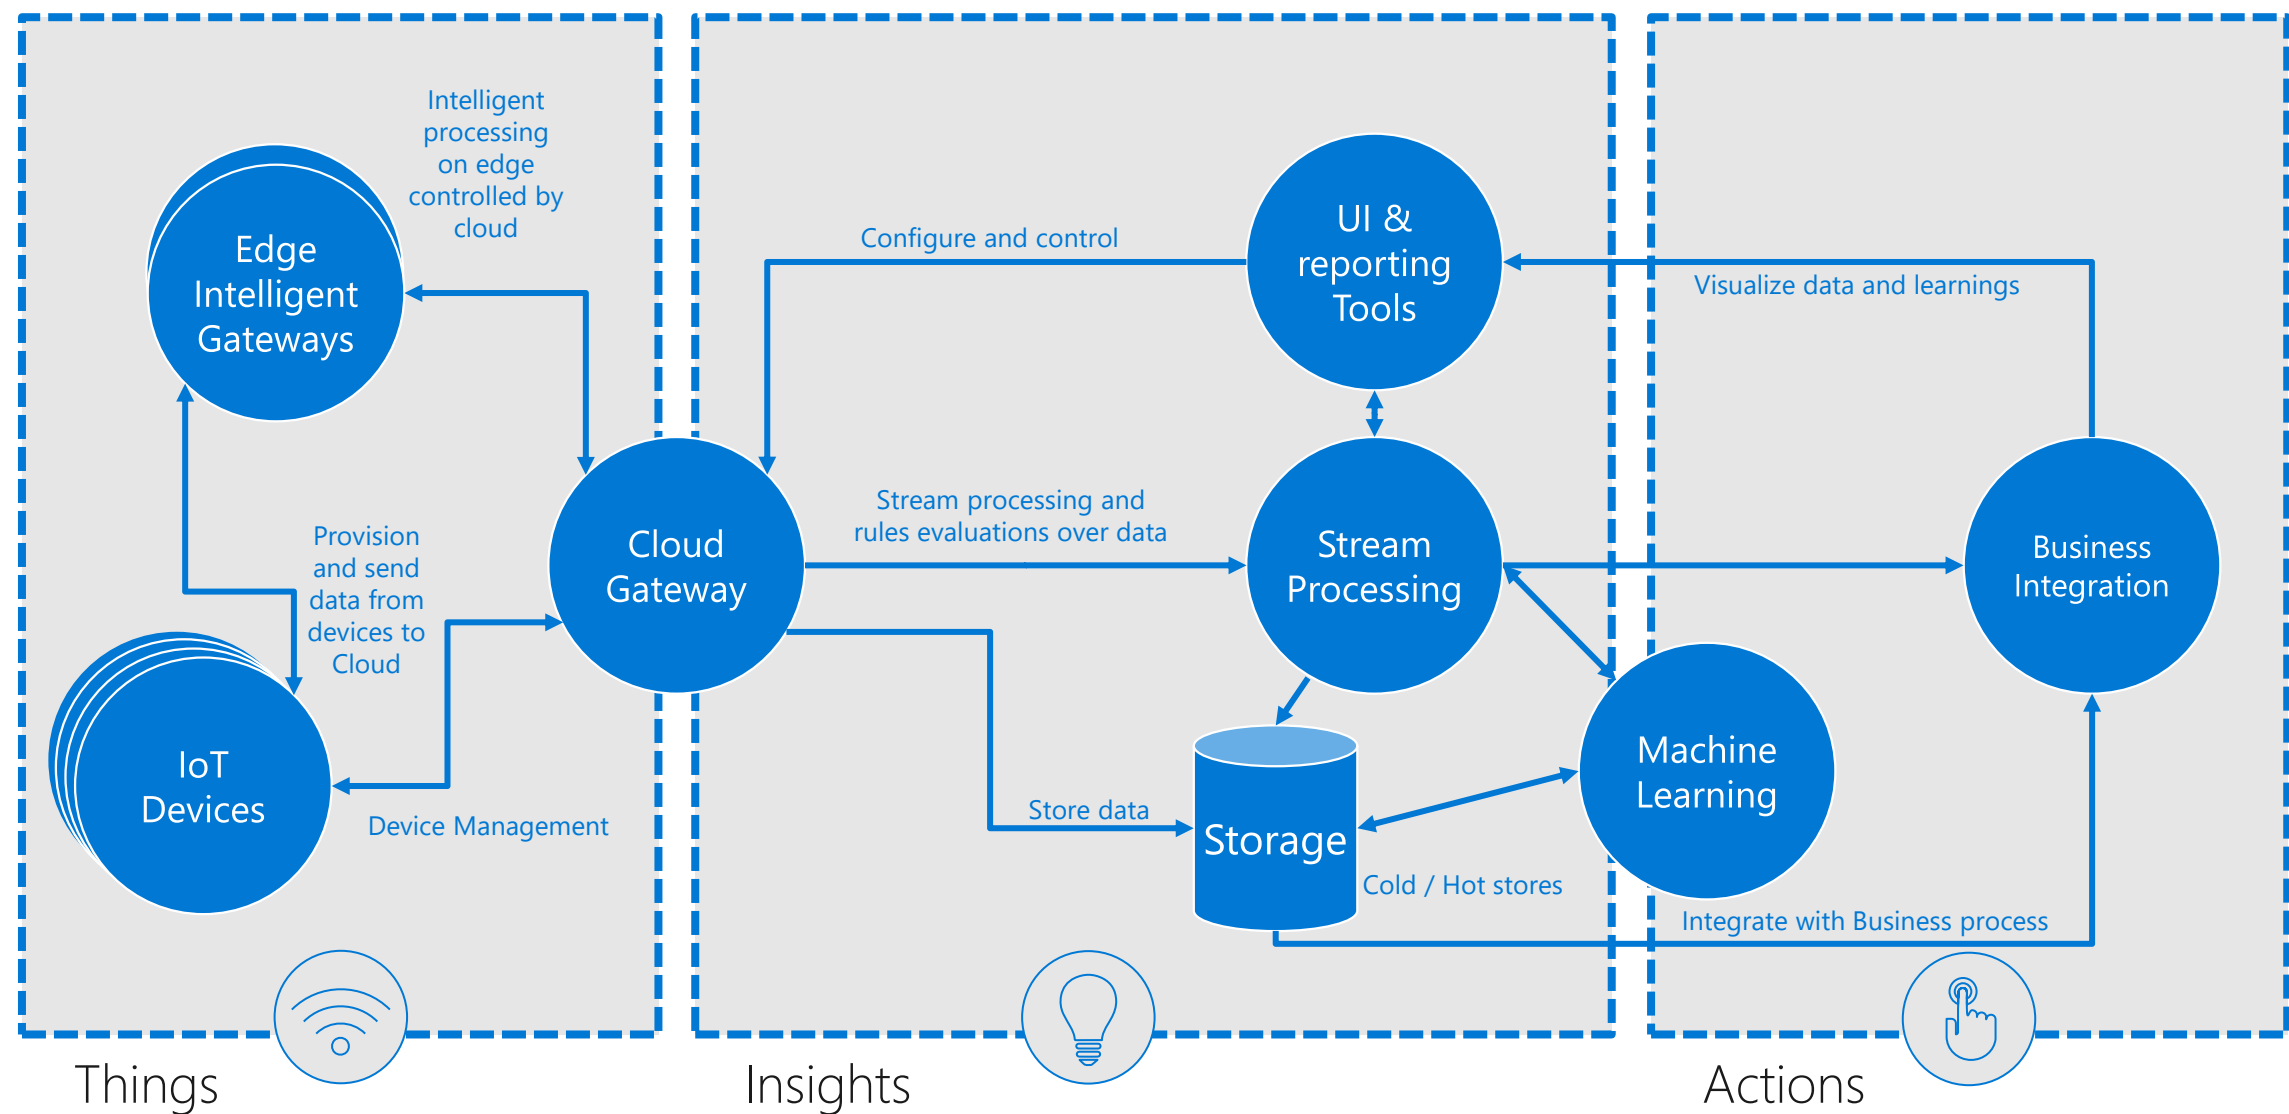 Intelligent
processing
on edge
controlled by
cloud
Edge
Intelligent
Gateways
Provision
and send
data from
devices to
Cloud
IoT
Devices
Device Management
Cloud
Gateway
Configure and control
UI &
reporting
Tools
Visualize data and learnings
Stream processing and
rules evaluations over data
Stream
Processing
Business
Integration
Store data
Storage
Cold / Hot stores
Machine
Learning
Integrate with Business process
Things
Insights
Actions